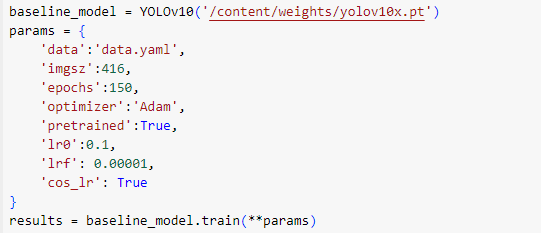 baseline_model = YOLOv10('/content/weights/yolov10x.pt')
params = {
    'data':'data.yaml',
    'imgsz':416,
    'epochs':150,
    'optimizer':'Adam',
    'pretrained':True,
    'lr0':0.1,
    'lrf': 0.00001,
    'cos_lr': True
}
results = baseline_model.train(**params)